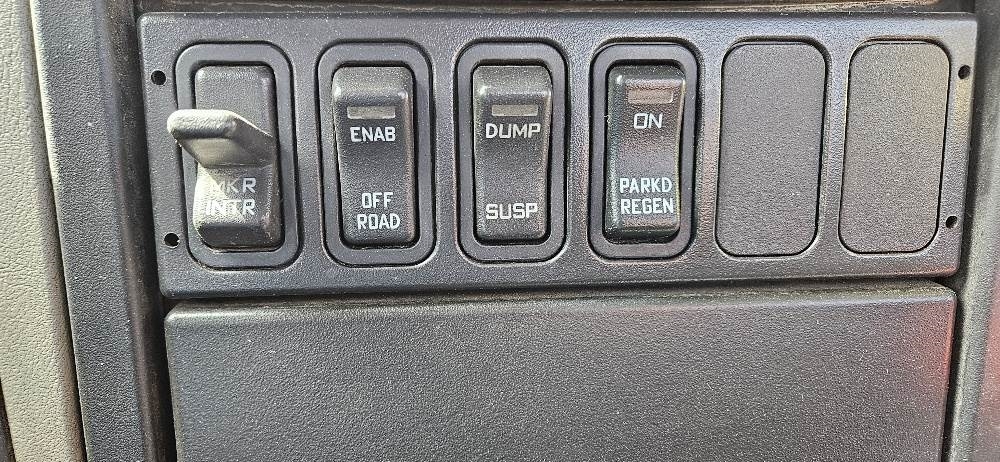 MKR
INTR
ENAB
OFF
ROAD
DUMP
SUSP
ON
PARKD
REGEN